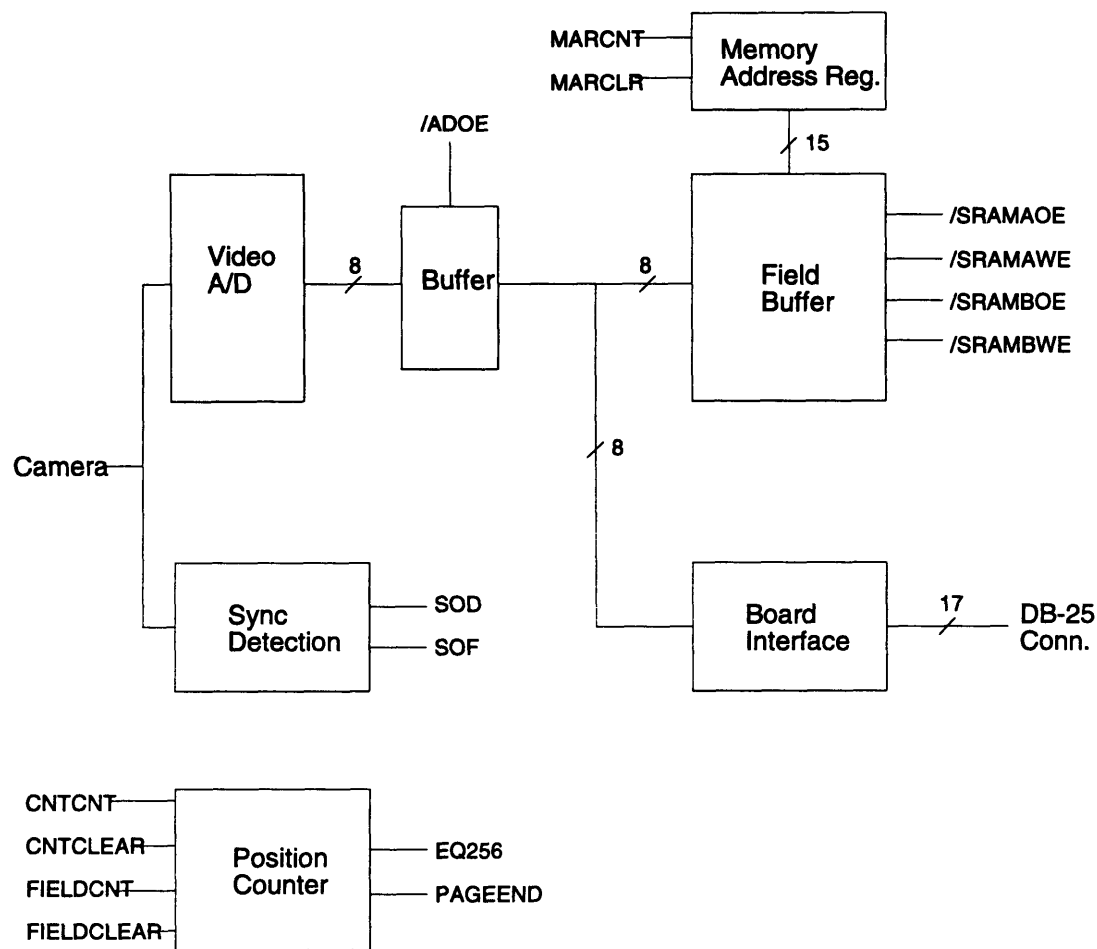 MARCNT
MARCLR
Memory
Address Reg.
15
/ADOE
Video
A/D
8
Buffer
8
Field
Buffer
/SRAMAOE
/SRAMAWE
/SRAMBOE
/SRAMBWE
8
Camera
Sync
Detection
SOD
SOF
Board
Interface
17
DB-25
Conn.
CNTCNT
CNTCLEAR
FIELDCNT
FIELDCLEAR
Position
Counter
EQ256
PAGEEND